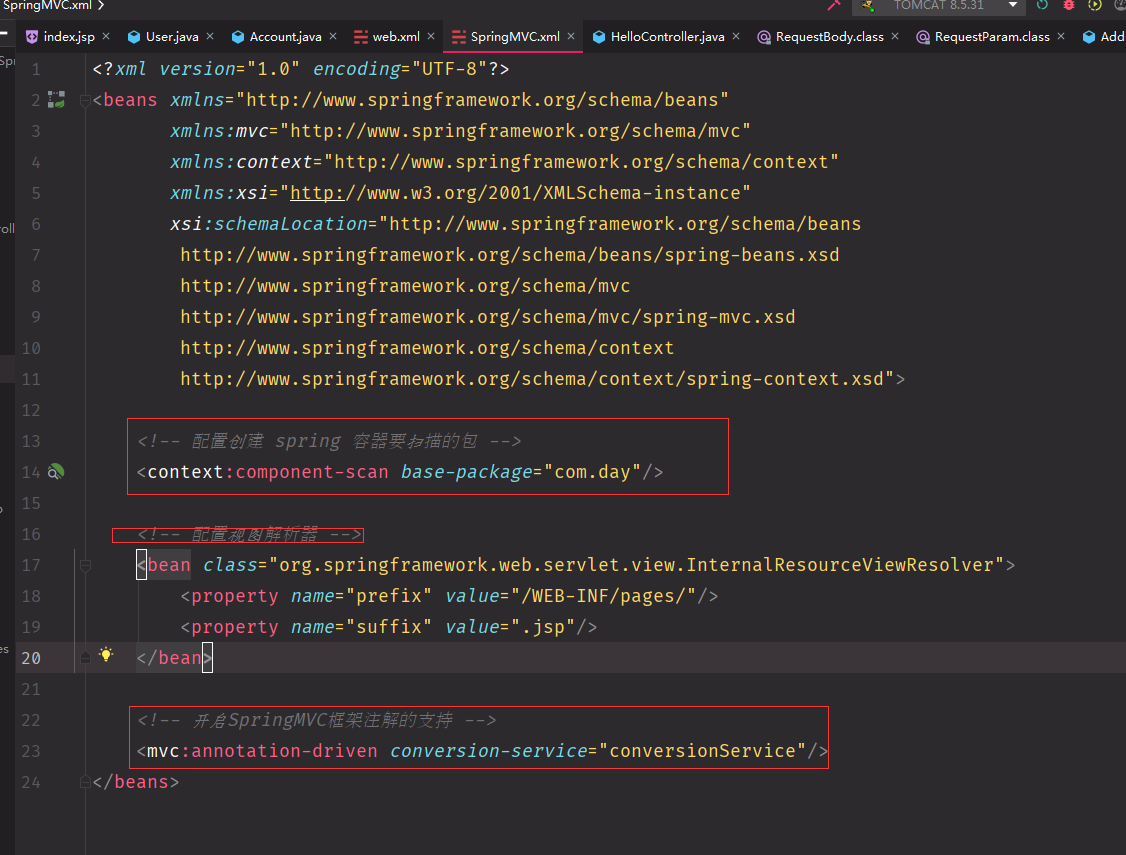 SpringMVC.xml
TOMCAT 8.5.31
index.jsp User.java Account.java web.xml SpringMVC.xml HelloController.java RequestBody.class RequestParam.class Add
1 <?xml version="1.0" encoding="UTF-8"?>
2 <beans xmlns="http://www.springframework.org/schema/beans"
3 xmlns:mvc="http://www.springframework.org/schema/mvc"
4 xmlns:context="http://www.springframework.org/schema/context"
5 xmlns:xsi="http://www.w3.org/2001/XMLSchema-instance"
6 xsi:schemaLocation="http://www.springframework.org/schema/beans
7 http://www.springframework.org/schema/beans/spring-beans.xsd
8 http://www.springframework.org/schema/mvc
9 http://www.springframework.org/schema/mvc/spring-mvc.xsd
10 http://www.springframework.org/schema/context
11 http://www.springframework.org/schema/context/spring-context.xsd">
12
13 <!-- 配置创建 spring 容器要扫描的包 -->
14 <context:component-scan base-package="com.day"/>
15
16 <!-- 配置视图解析器 -->
17 <bean class="org.springframework.web.servlet.view.InternalResourceViewResolver">
18 <property name="prefix" value="/WEB-INF/pages/"/>
19 <property name="suffix" value=".jsp"/>
20 </bean>
21
22 <!-- 开启SpringMVC框架注解的支持 -->
23 <mvc:annotation-driven conversion-service="conversionService"/>
24 </beans>